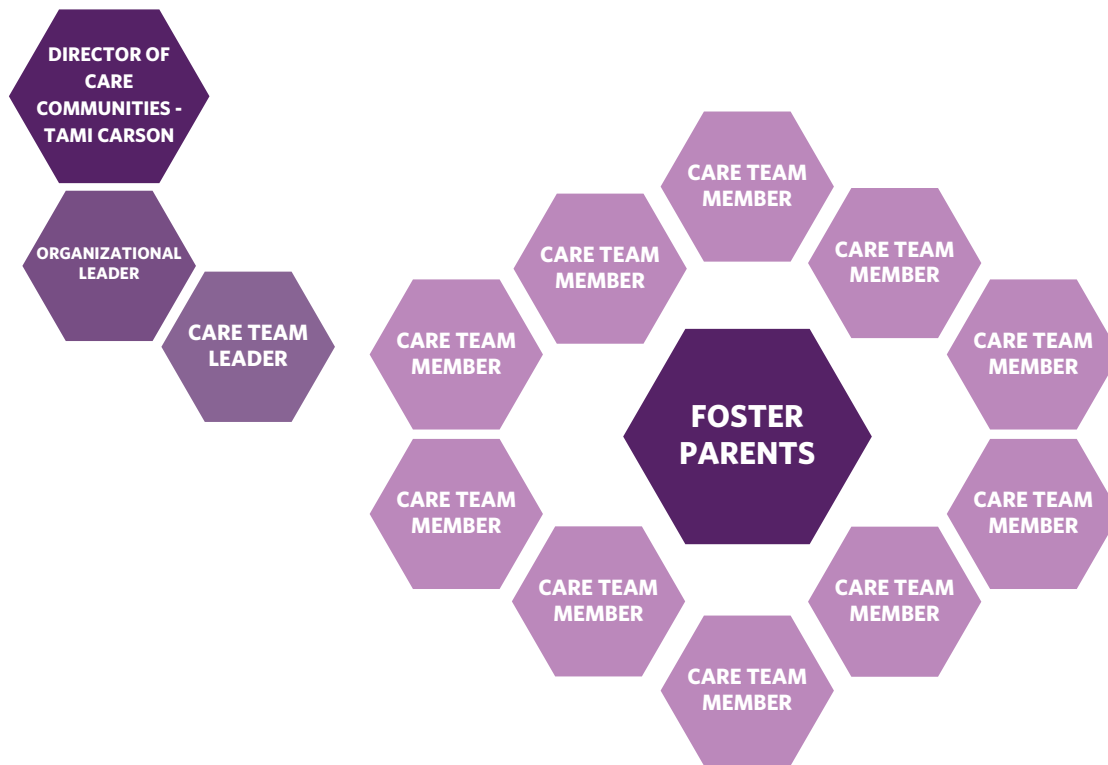 DIRECTOR OF
CARE
COMMUNITIES -
TAMI CARSON
ORGANIZATIONAL
LEADER
CARE TEAM
LEADER
CARE TEAM
MEMBER
CARE TEAM
MEMBER
CARE TEAM
MEMBER
CARE TEAM
MEMBER
CARE TEAM
MEMBER
FOSTER
PARENTS
CARE TEAM
MEMBER
CARE TEAM
MEMBER
CARE TEAM
MEMBER
CARE TEAM
MEMBER
CARE TEAM
MEMBER